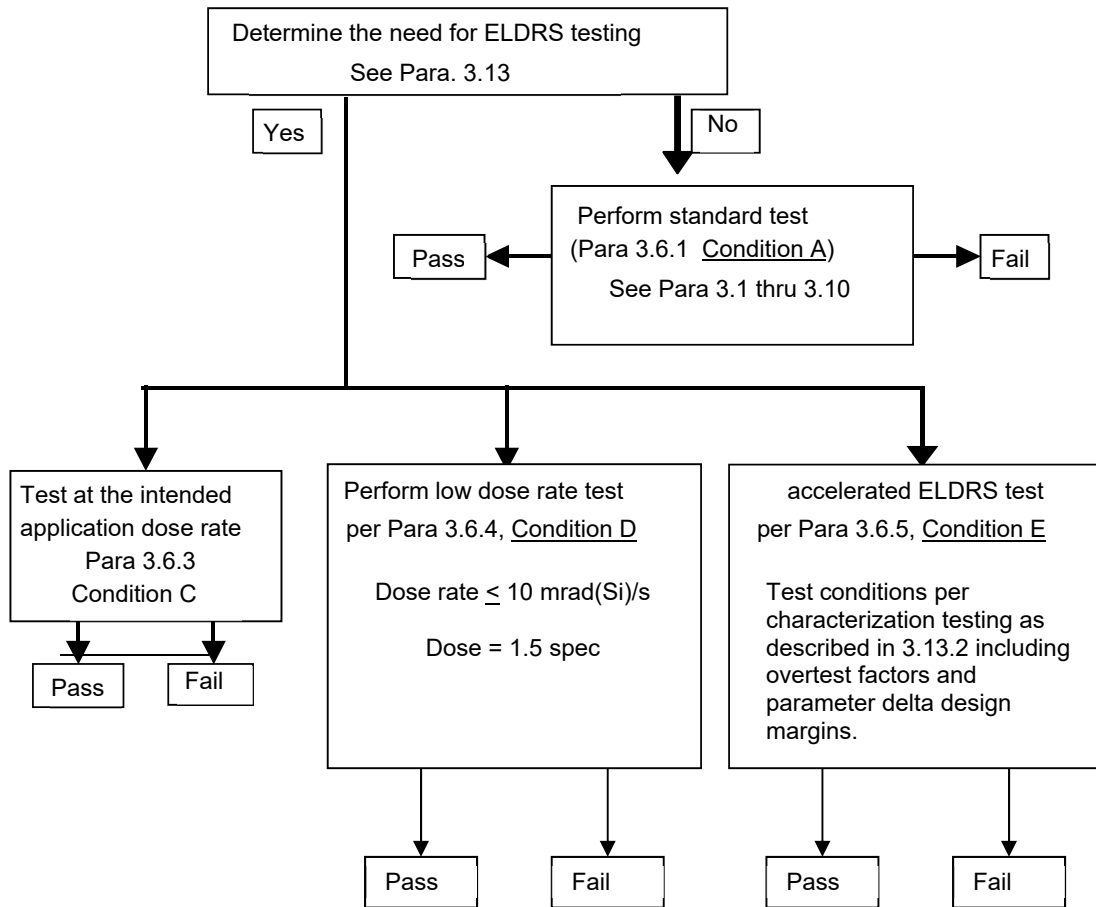 Determine the need for ELDRS testing
See Para. 3.13
Yes
No
Perform standard test
(Para 3.6.1 Condition A)
See Para 3.1 thru 3.10
Pass
Fail
Test at the intended
application dose rate
Para 3.6.3
Condition C
Pass
Fail
Perform low dose rate test
per Para 3.6.4, Condition D
Dose rate ≤ 10 mrad(Si)/s
Dose = 1.5 spec
Pass
Fail
accelerated ELDRS test
per Para 3.6.5, Condition E
Test conditions per
characterization testing as
described in 3.13.2 including
overtest factors and
parameter delta design
margins.
Pass
Fail